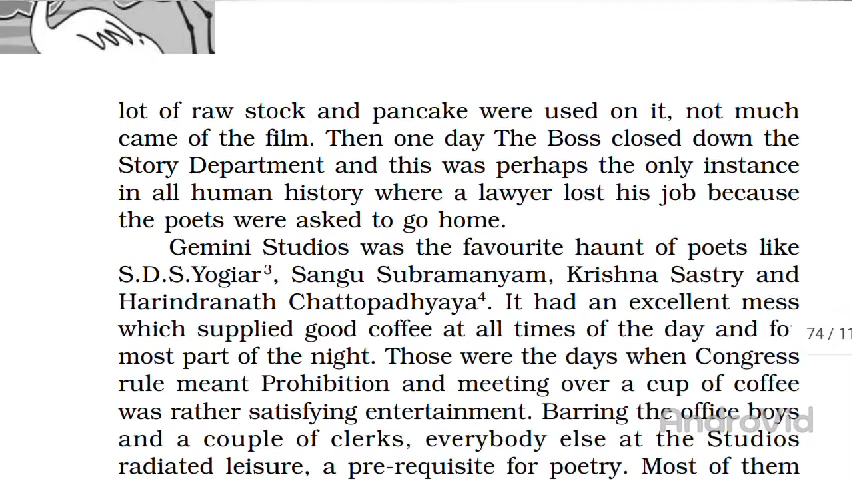 lot of raw stock and pancake were used on it, not much
came of the film. Then one day The Boss closed down the
Story Department and this was perhaps the only instance
in all human history where a lawyer lost his job because
the poets were asked to go home.
Gemini Studios was the favourite haunt of poets like
S.D.S.Yogiar³, Sangu Subramanyam, Krishna Sastry and
Harindranath Chattopadhyaya⁴. It had an excellent mess
which supplied good coffee at all times of the day and fo
74 / 11
most part of the night. Those were the days when Congress
rule meant Prohibition and meeting over a cup of coffee
was rather satisfying entertainment. Barring the office boys
AndroVid
and a couple of clerks, everybody else at the Studios
radiated leisure, a pre-requisite for poetry. Most of them